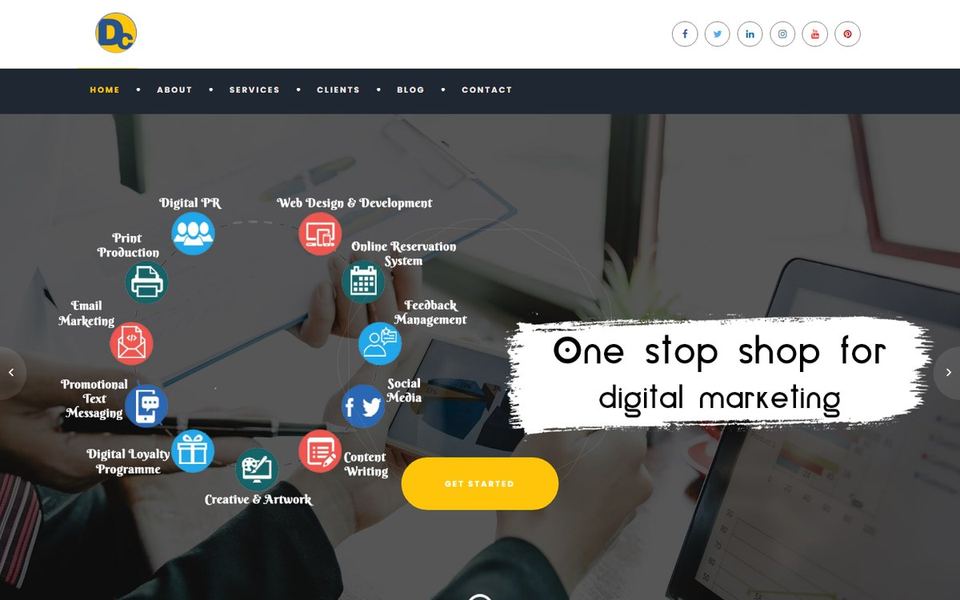 DC
HOME • ABOUT • SERVICES • CLIENTS • BLOG • CONTACT
Digital PR
Web Design & Development
Print
Production
Online Reservation
System
Email
Marketing
Feedback
Management
Promotional
Text
Messaging
Social
Media
Digital Loyalty
Programme
Content
Writing
Creative & Artwork
One stop shop for
digital marketing
GET STARTED